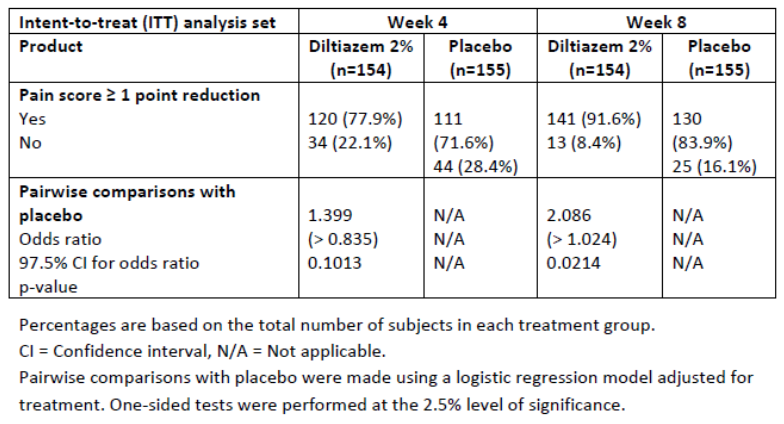 Intent-to-treat (ITT) analysis set Week 4 Week 8
Product Diltiazem 2% Placebo Diltiazem 2% Placebo
(n=154) (n=155) (n=154) (n=155)
Pain score ≥ 1 point reduction
Yes 120 (77.9%) 111 141 (91.6%) 130
No 34 (22.1%) (71.6%) 13 (8.4%) (83.9%)
44 (28.4%) 25 (16.1%)
Pairwise comparisons with
placebo 1.399 N/A 2.086 N/A
Odds ratio (> 0.835) N/A (> 1.024) N/A
97.5% CI for odds ratio 0.1013 N/A 0.0214 N/A
p-value
Percentages are based on the total number of subjects in each treatment group.
CI = Confidence interval, N/A = Not applicable.
Pairwise comparisons with placebo were made using a logistic regression model adjusted for
treatment. One-sided tests were performed at the 2.5% level of significance.